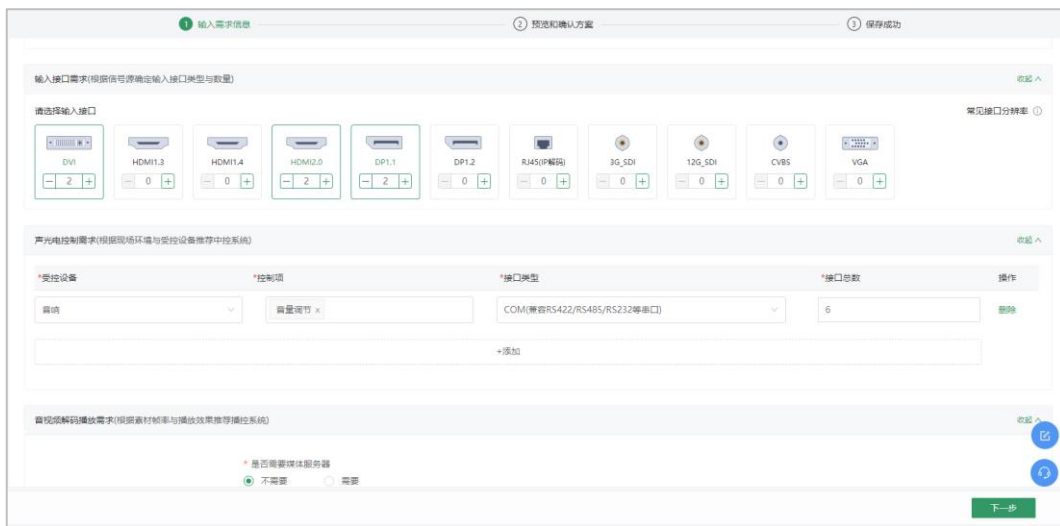 1 输入需求信息 2 预览和确认方案 3 保存成功
输入接口需求(根据信号源确定输入接口类型与数量) 收起
请选择输入接口 常见接口分辨率
DVI HDMI1.3 HDMI1.4 HDMI2.0 DP1.1 DP1.2 RJ45(IP解码) 3G_SDI 12G_SDI CVBS VGA
- 2 + - 0 + - 0 + - 2 + - 2 + - 0 + - 0 + - 0 + - 0 + - 0 + - 0 +
声光电控制需求(根据现场环境与受控设备推荐中控系统) 收起
*受控设备 *控制项 *接口类型 *接口总数 操作
音响 音量调节 x COM(兼容RS422/RS485/RS232等串口) 6 删除
+添加
音视频解码播放需求(根据素材帧率与播放效果推荐播控系统) 收起
* 是否需要媒体服务器
不需要 需要
下一步